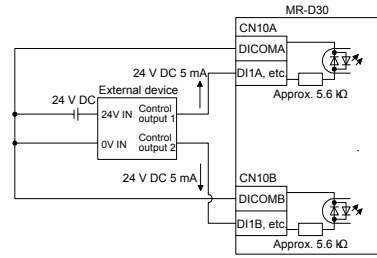 MR-D30
CN10A
DICOMA
24 V DC 5 mA
DI1A, etc.
External device
Approx. 5.6 kΩ
24 V DC
24V IN
Control
output 1
0V IN
Control
output 2
24 V DC 5 mA
CN10B
DICOMB
DI1B, etc.
Approx. 5.6 kΩ